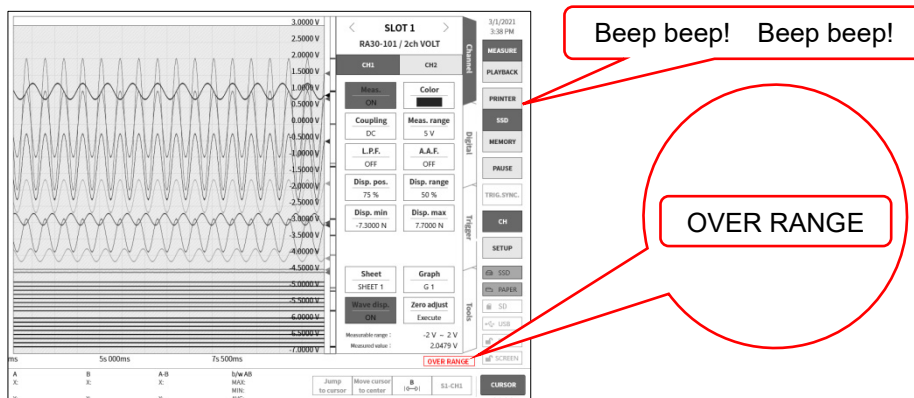 Beep beep! Beep beep!
OVER RANGE
3.0000 V
2.5000 V
2.0000 V
1.5000 V
1.0000 V
0.5000 V
0.0000 V
-0.5000 V
-1.0000 V
-1.5000 V
-2.0000 V
-2.5000 V
-3.0000 V
-3.5000 V
-4.0000 V
-4.5000 V
-5.0000 V
-5.5000 V
-6.0000 V
-6.5000 V
-7.0000 V
ms 5s000ms 7s500ms
SLOT 1
RA30-101 / 2ch VOLT
CH1 CH2
Meas. Color
ON
Coupling Meas. range
DC 5 V
L.P.F. A.A.F.
OFF OFF
Disp. pos. Disp. range
75 % 50 %
Disp. min Disp. max
-7.3000 N 7.7000 N
Sheet Graph
SHEET 1 G 1
Wave disp. Zero adjust
ON Execute
Measurable range : -2 V ~ 2 V
Measured value : 2.0479 V
OVER RANGE
Channel
Digital
Trigger
Tools
3/1/2021
3:38 PM
MEASURE
PLAYBACK
PRINTER
SSD
MEMORY
PAUSE
TRIG.SYNC.
CH
SETUP
SSD
PAPER
SD
USB
SCREEN
A B A-B b/w AB
X: X: X: MAX:
MIN:
Jump to cursor
Move cursor to center
B
S1-CH1
CURSOR